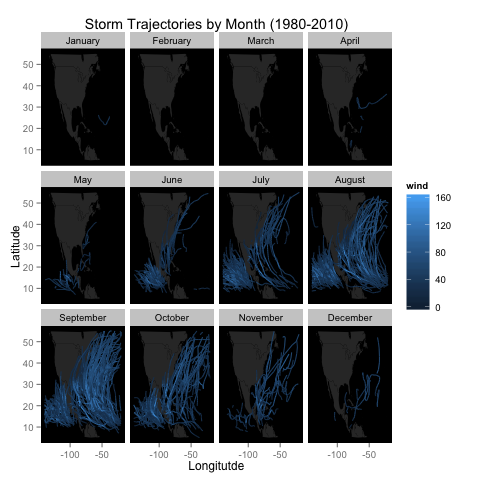 Storm Trajectories by Month (1980-2010)
January February March April
50
40
30
20
10
May June July August
50
40
30
20
10
September October November December
50
40
30
20
10
-100 -50 -100 -50 -100 -50 -100 -50
Latitude
Longitutde
wind
160
120
80
40
0